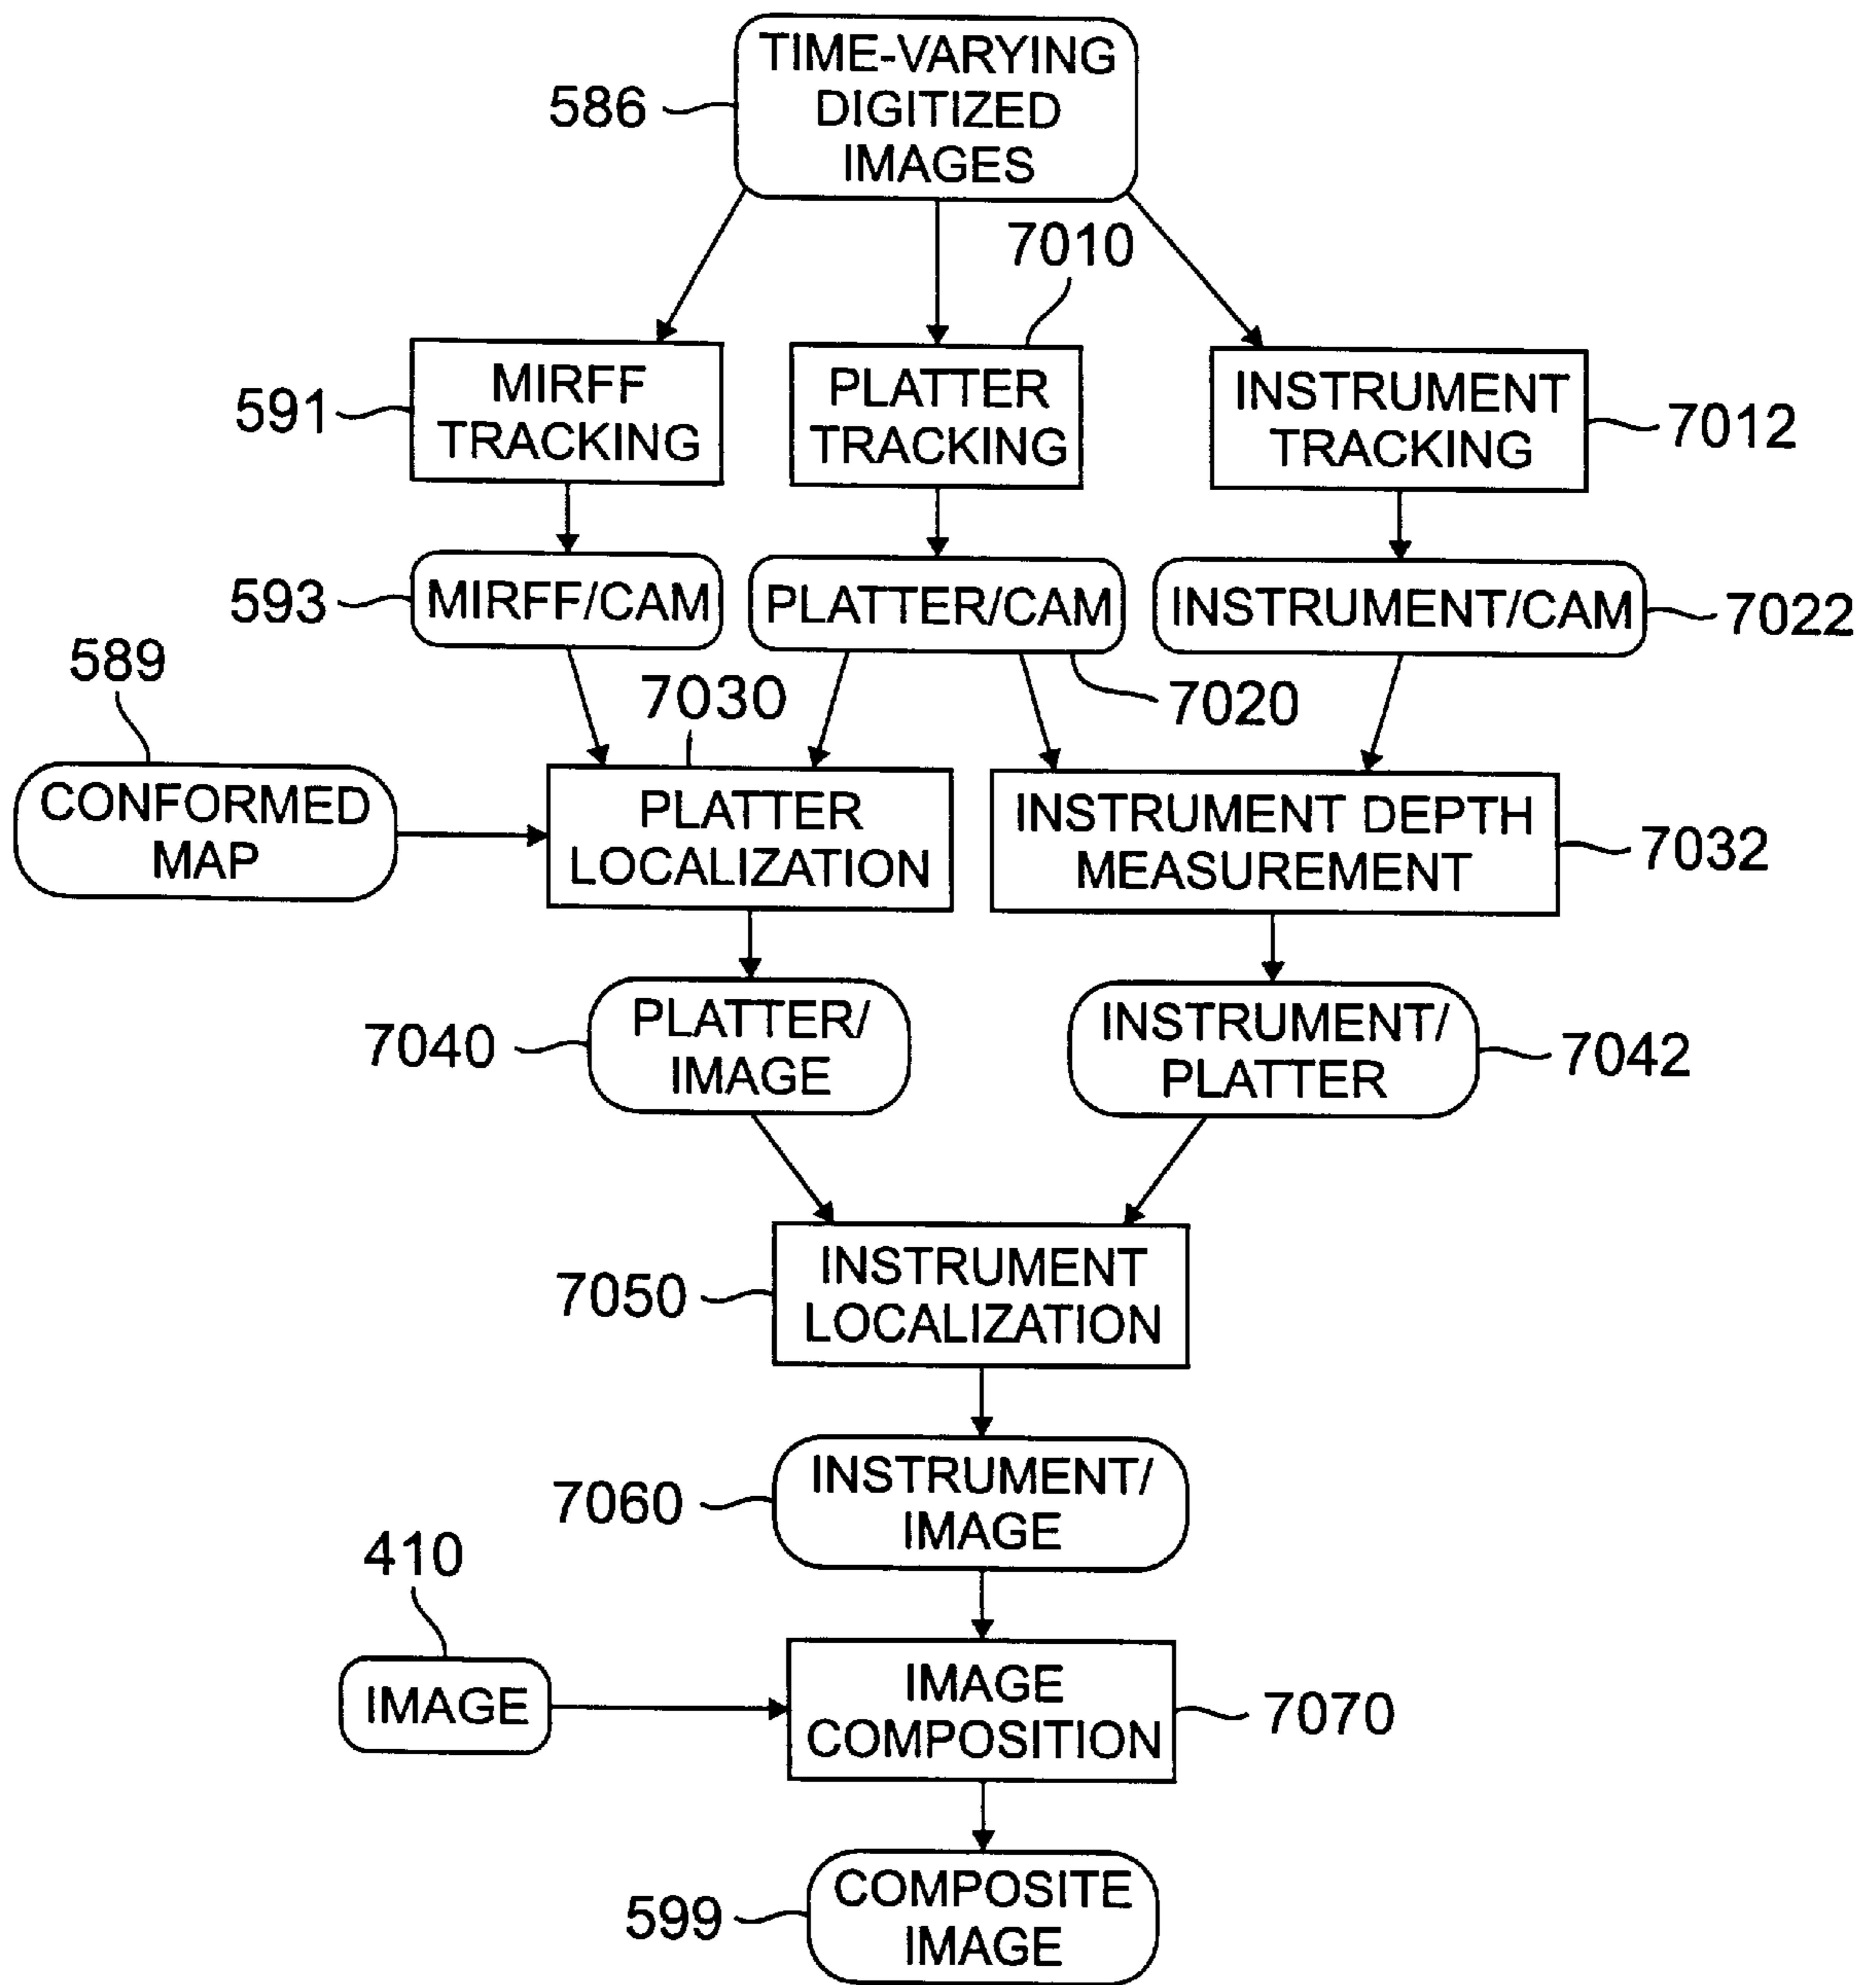 TIME-VARYING
DIGITIZED
IMAGES
586
7010
MIRFF
TRACKING
591
PLATTER
TRACKING
INSTRUMENT
TRACKING
7012
593
MIRFF/CAM
PLATTER/CAM
INSTRUMENT/CAM
7022
589
7030
7020
CONFORMED
MAP
PLATTER
LOCALIZATION
INSTRUMENT DEPTH
MEASUREMENT
7032
7040
PLATTER/
IMAGE
INSTRUMENT/
PLATTER
7042
7050
INSTRUMENT
LOCALIZATION
7060
INSTRUMENT/
IMAGE
410
IMAGE
IMAGE
COMPOSITION
7070
599
COMPOSITE
IMAGE